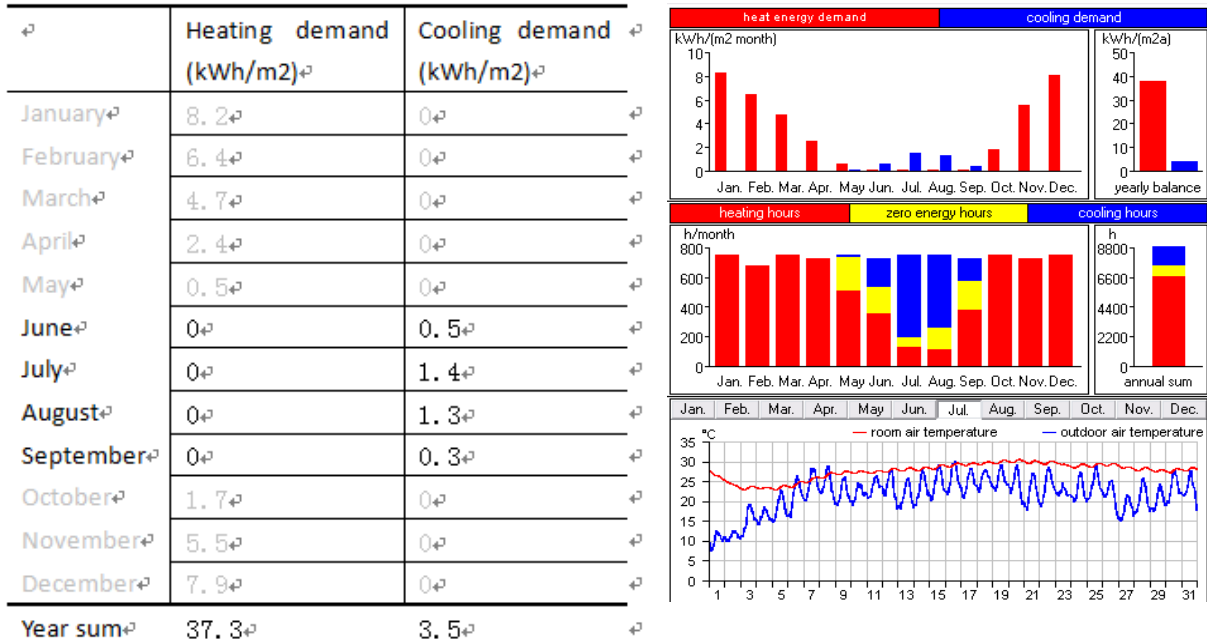 Heating demand (kWh/m2) Cooling demand (kWh/m2)
January 8.2 0
February 6.4 0
March 4.7 0
April 2.4 0
May 0.5 0
June 0 0.5
July 0 1.4
August 0 1.3
September 0 0.3
October 1.7 0
November 5.5 0
December 7.9 0
Year sum 37.3 3.5
heat energy demand cooling demand
kWh/(m2 month)
10
8
6
4
2
0
Jan. Feb. Mar. Apr. May Jun. Jul. Aug. Sep. Oct. Nov. Dec.
kWh/(m2a)
50
40
30
20
10
0
yearly balance
heating hours zero energy hours cooling hours
h/month
800
600
400
200
0
Jan. Feb. Mar. Apr. May Jun. Jul. Aug. Sep. Oct. Nov. Dec.
h
8800
6600
4400
2200
0
annual sum
Jan. Feb. Mar. Apr. May Jun. Jul. Aug. Sep. Oct. Nov. Dec.
°C
room air temperature outdoor air temperature
35
30
25
20
15
10
5
0
1 3 5 7 9 11 13 15 17 19 21 23 25 27 29 31